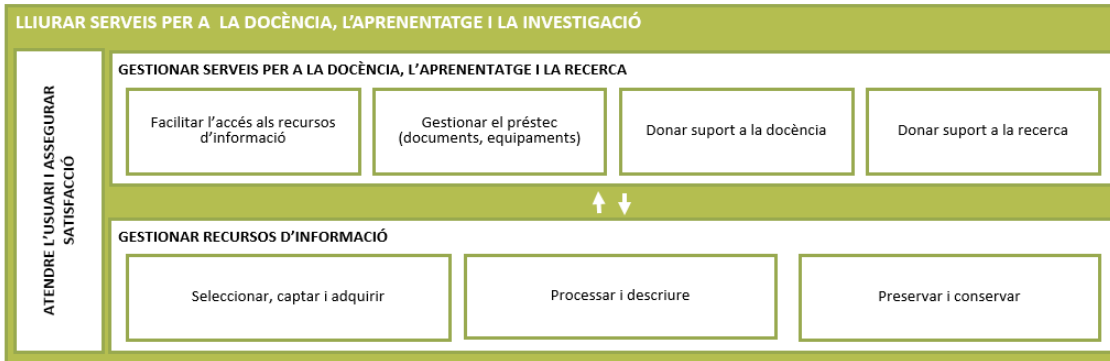 LLIURAR SERVEIS PER A  LA DOCÈNCIA, L'APRENENTATGE I LA INVESTIGACIÓ
ATENDRE L'USUARI I ASSEGURAR
SATISFACCIÓ
GESTIONAR SERVEIS PER A LA DOCÈNCIA, L'APRENENTATGE I LA RECERCA
Facilitar l'accés als recursos
d'informació
Gestionar el préstec
(documents, equipaments)
Donar suport a la docència
Donar suport a la recerca
GESTIONAR RECURSOS D'INFORMACIÓ
Seleccionar, captar i adquirir
Processar i descriure
Preservar i conservar